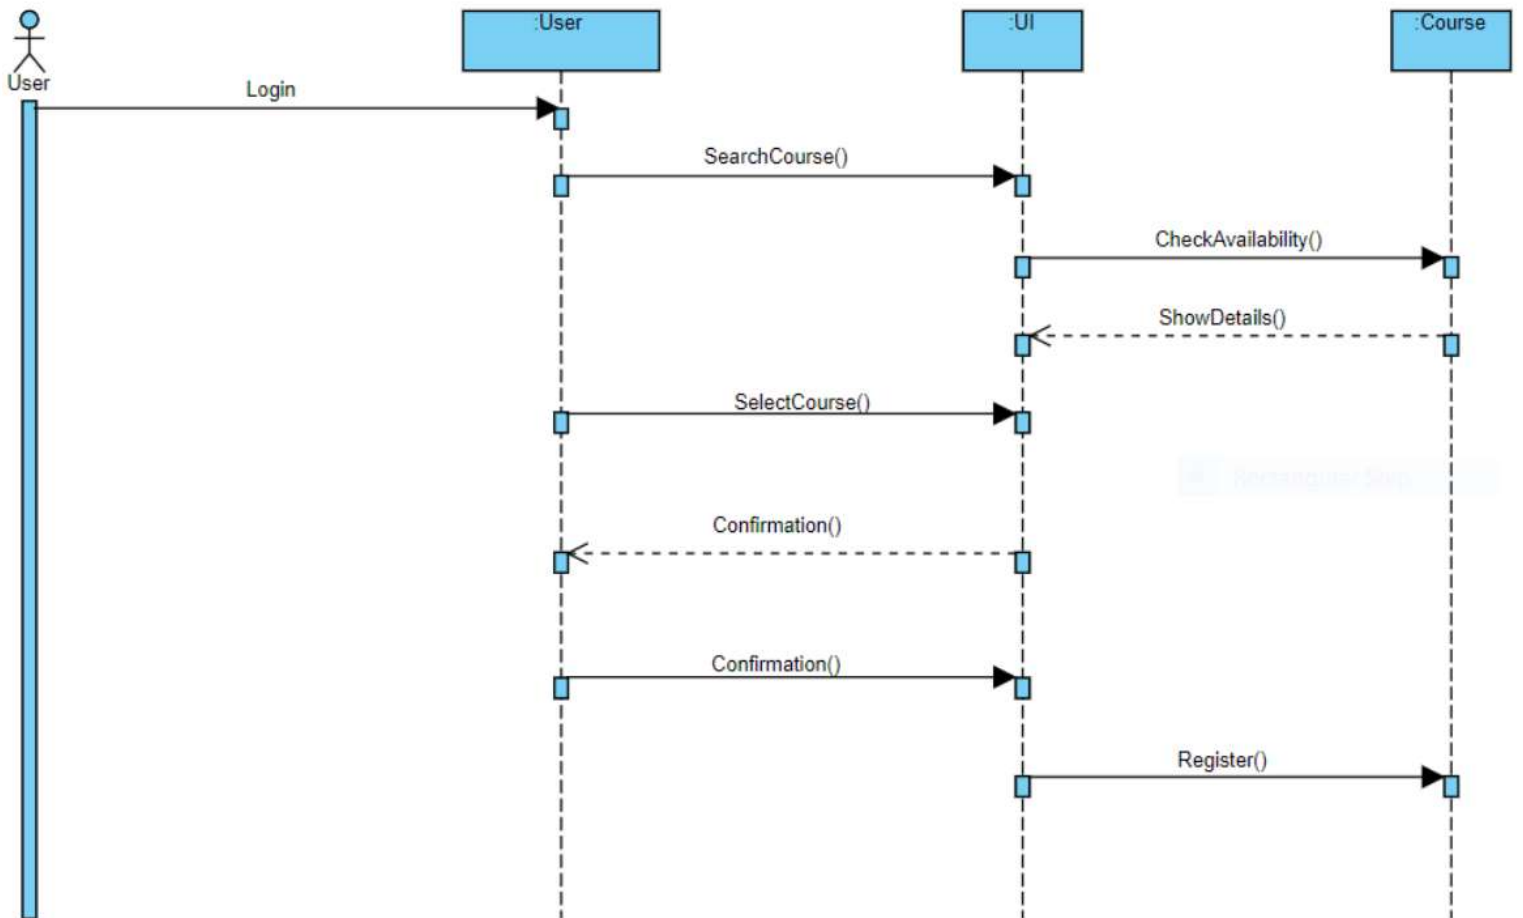 :User
:UI
:Course
User
Login
SearchCourse()
CheckAvailability()
ShowDetails()
SelectCourse()
Confirmation()
Confirmation()
Register()